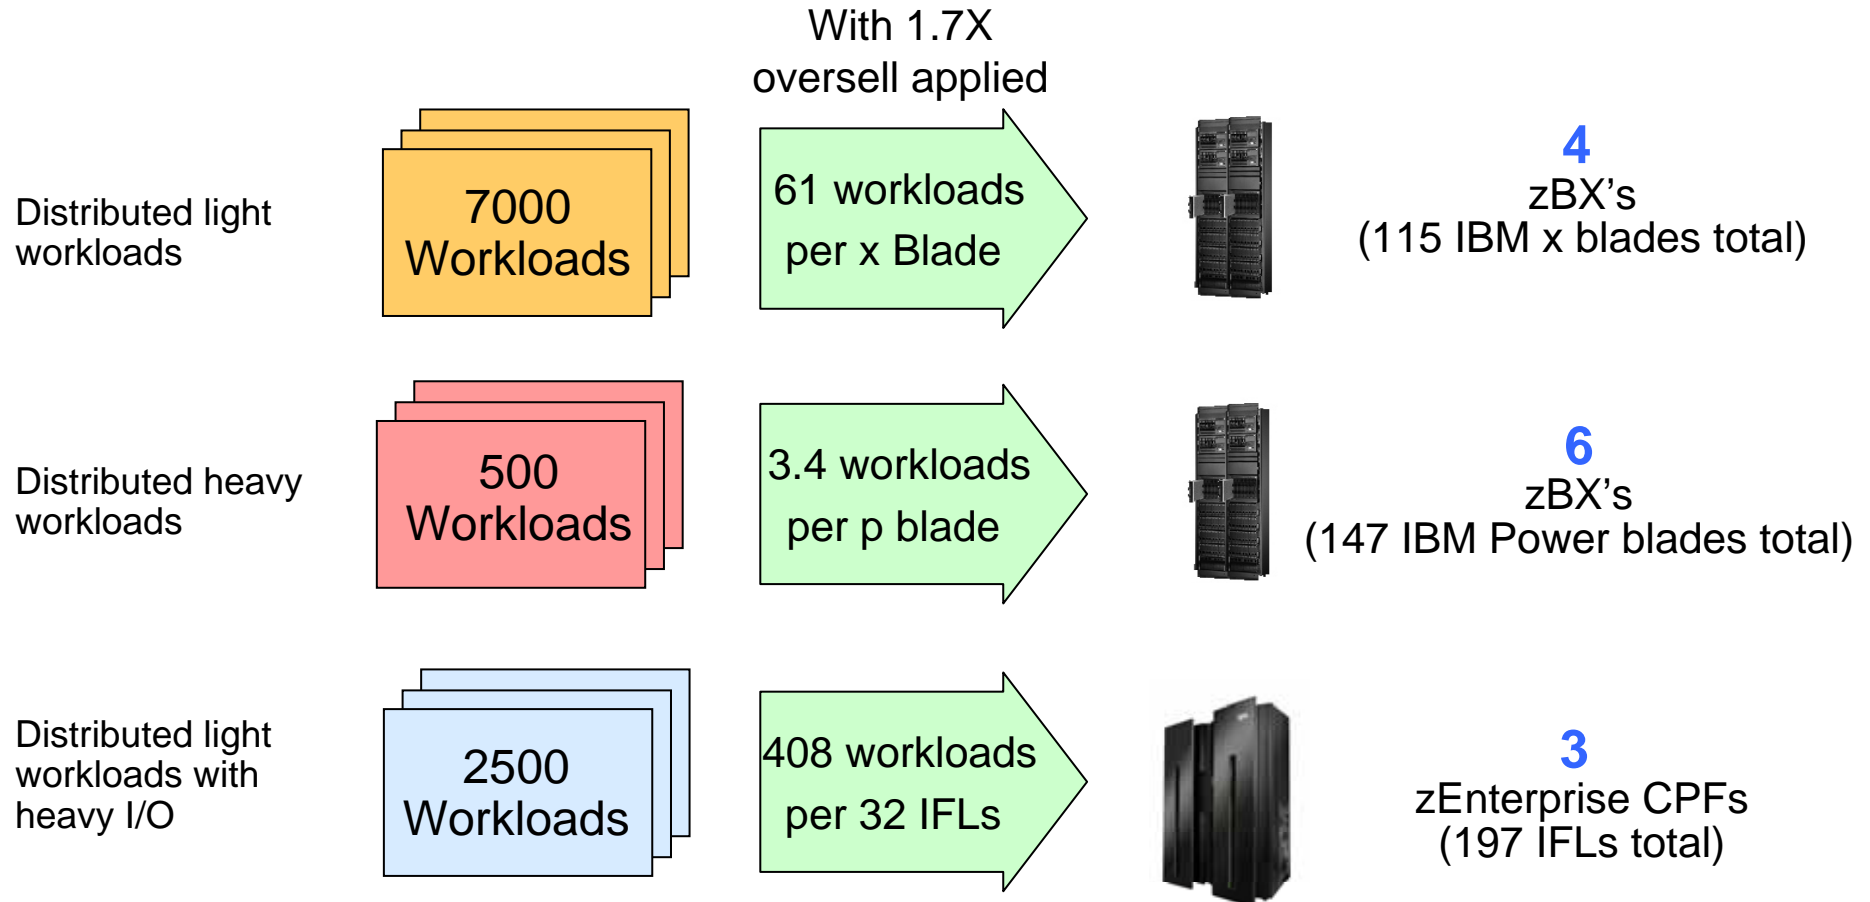 With 1.7X
oversell applied
Distributed light
workloads
7000
Workloads
61 workloads
per x Blade
4
zBX’s
(115 IBM x blades total)
Distributed heavy
workloads
500
Workloads
3.4 workloads
per p blade
6
zBX’s
(147 IBM Power blades total)
Distributed light
workloads with
heavy I/O
2500
Workloads
408 workloads
per 32 IFLs
3
zEnterprise CPFs
(197 IFLs total)